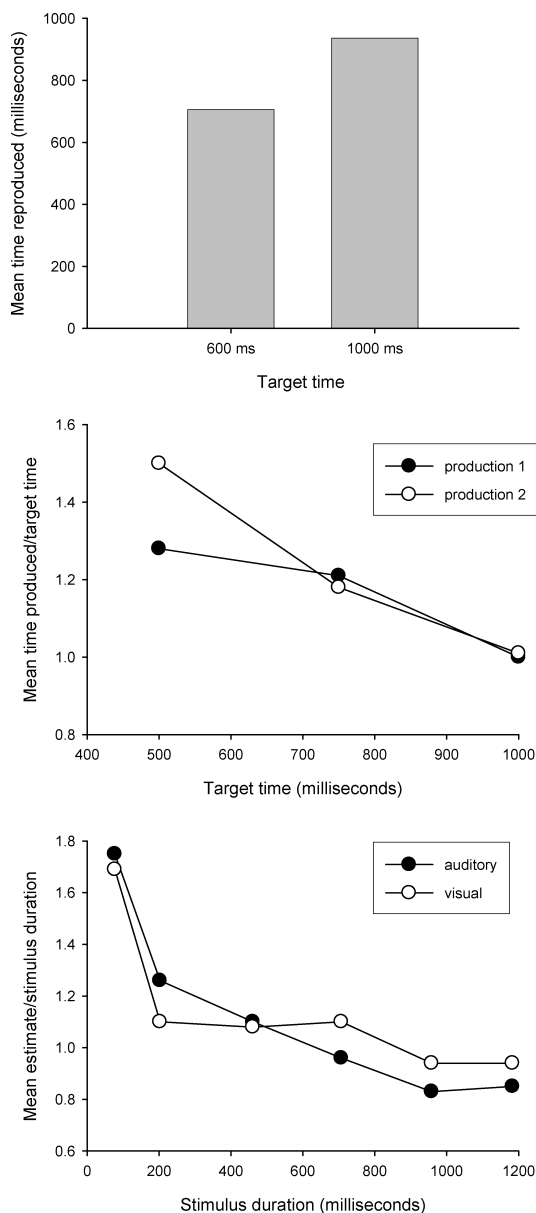 Mean time reproduced (milliseconds)
1000
800
600
400
200
0
600 ms 1000 ms
Target time
Mean time produced/target time
1.6
1.4
1.2
1.0
0.8
production 1
production 2
400 500 600 700 800 900 1000
Target time (milliseconds)
Mean estimate/stimulus duration
1.8
1.6
1.4
1.2
1.0
0.8
0.6
auditory
visual
0 200 400 600 800 1000 1200
Stimulus duration (milliseconds)